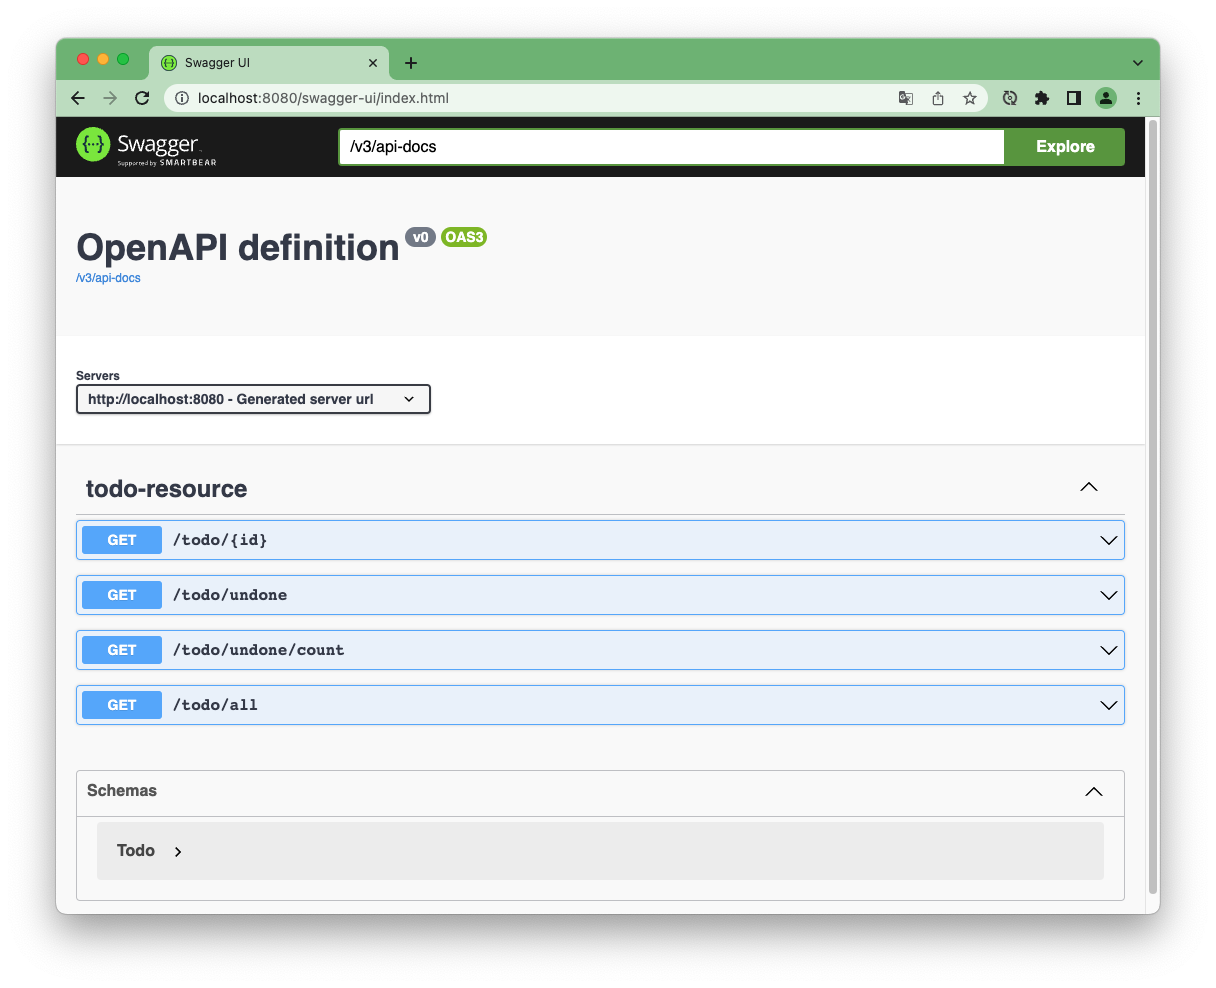 Swagger UI
localhost:8080/swagger-ui/index.html
Swagger
Supported by SMARTBEAR
/v3/api-docs
Explore
OpenAPI definition v0 OAS3
/v3/api-docs
Servers
http://localhost:8080 - Generated server url
todo-resource
GET /todo/{id}
GET /todo/undone
GET /todo/undone/count
GET /todo/all
Schemas
Todo